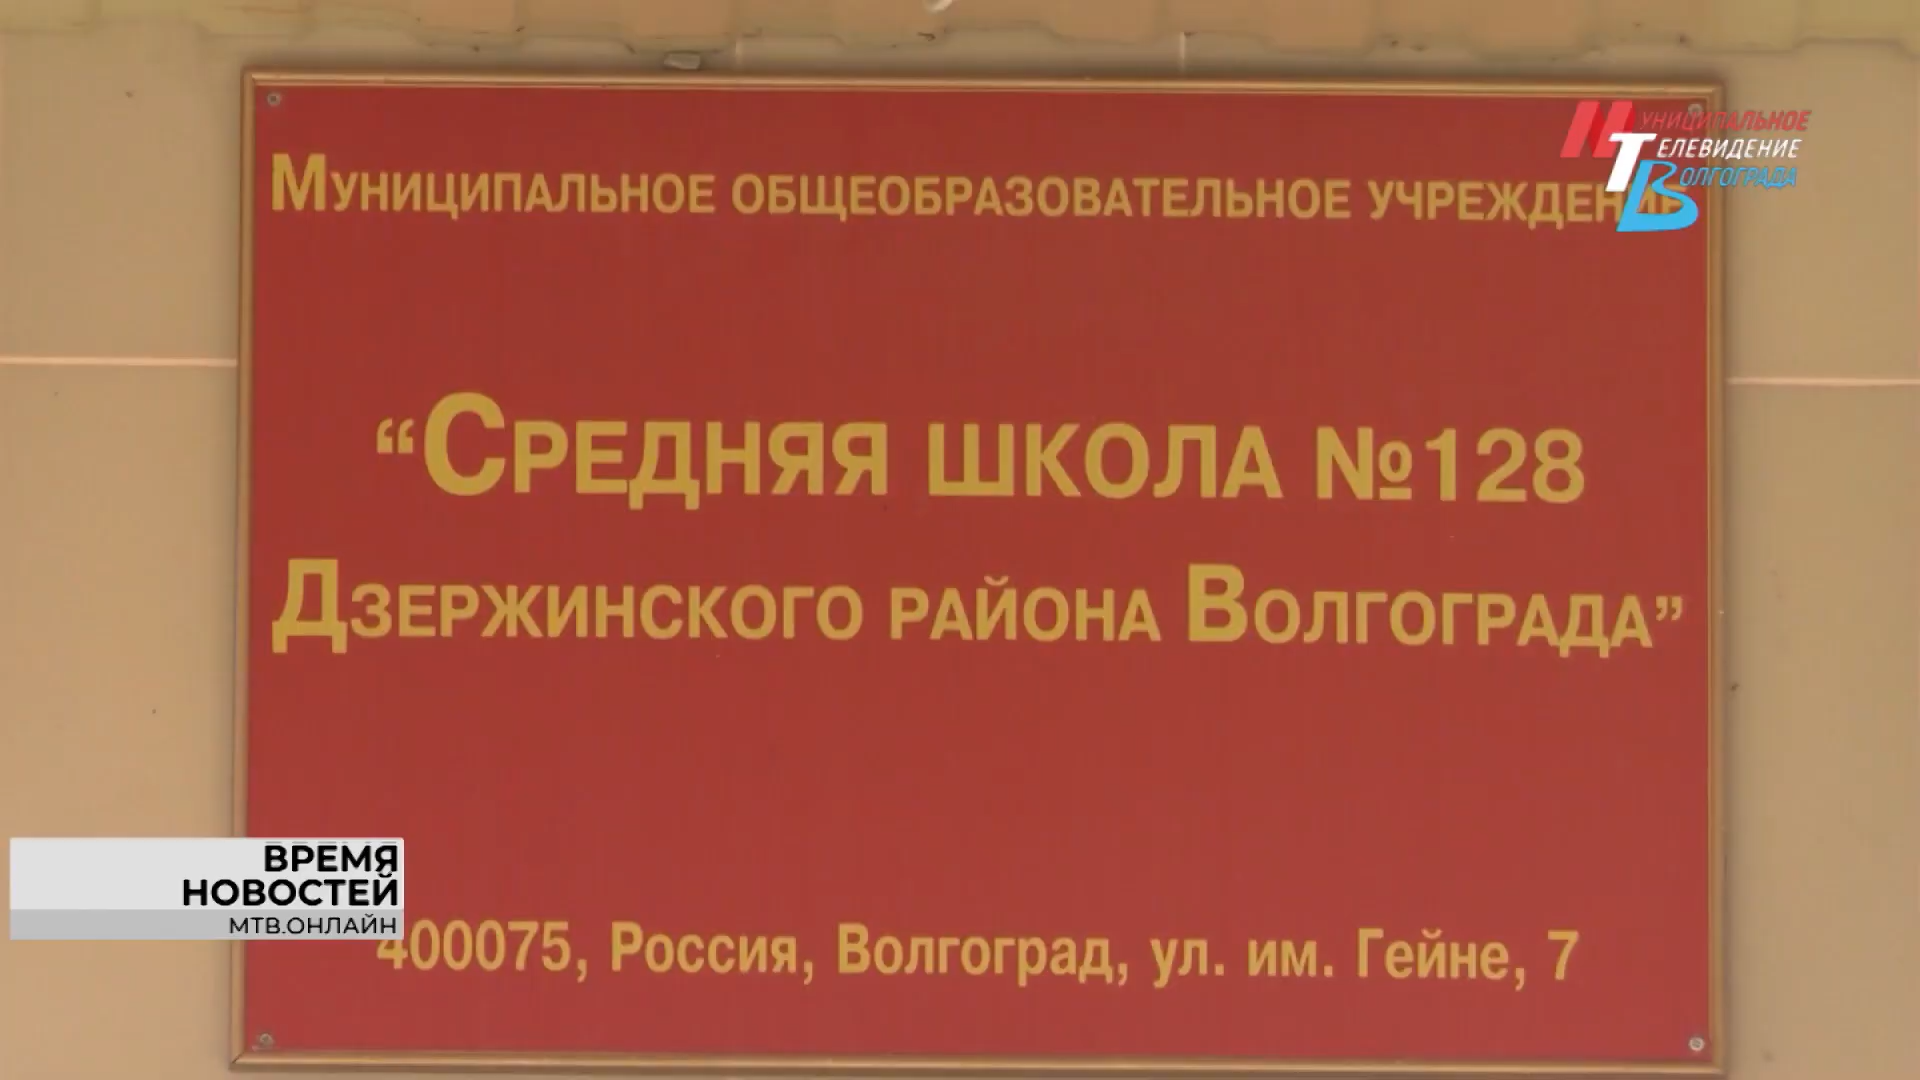 Муниципальное общеобразовательное учреждение
“Средняя школа №128
Дзержинского района Волгограда”
400075, Россия, Волгоград, ул. им. Гейне, 7
МУНИЦИПАЛЬНОЕ
ТЕЛЕВИДЕНИЕ
ВОЛГОГРАДА
ВРЕМЯ
НОВОСТЕЙ
МТВ.ОНЛАЙН